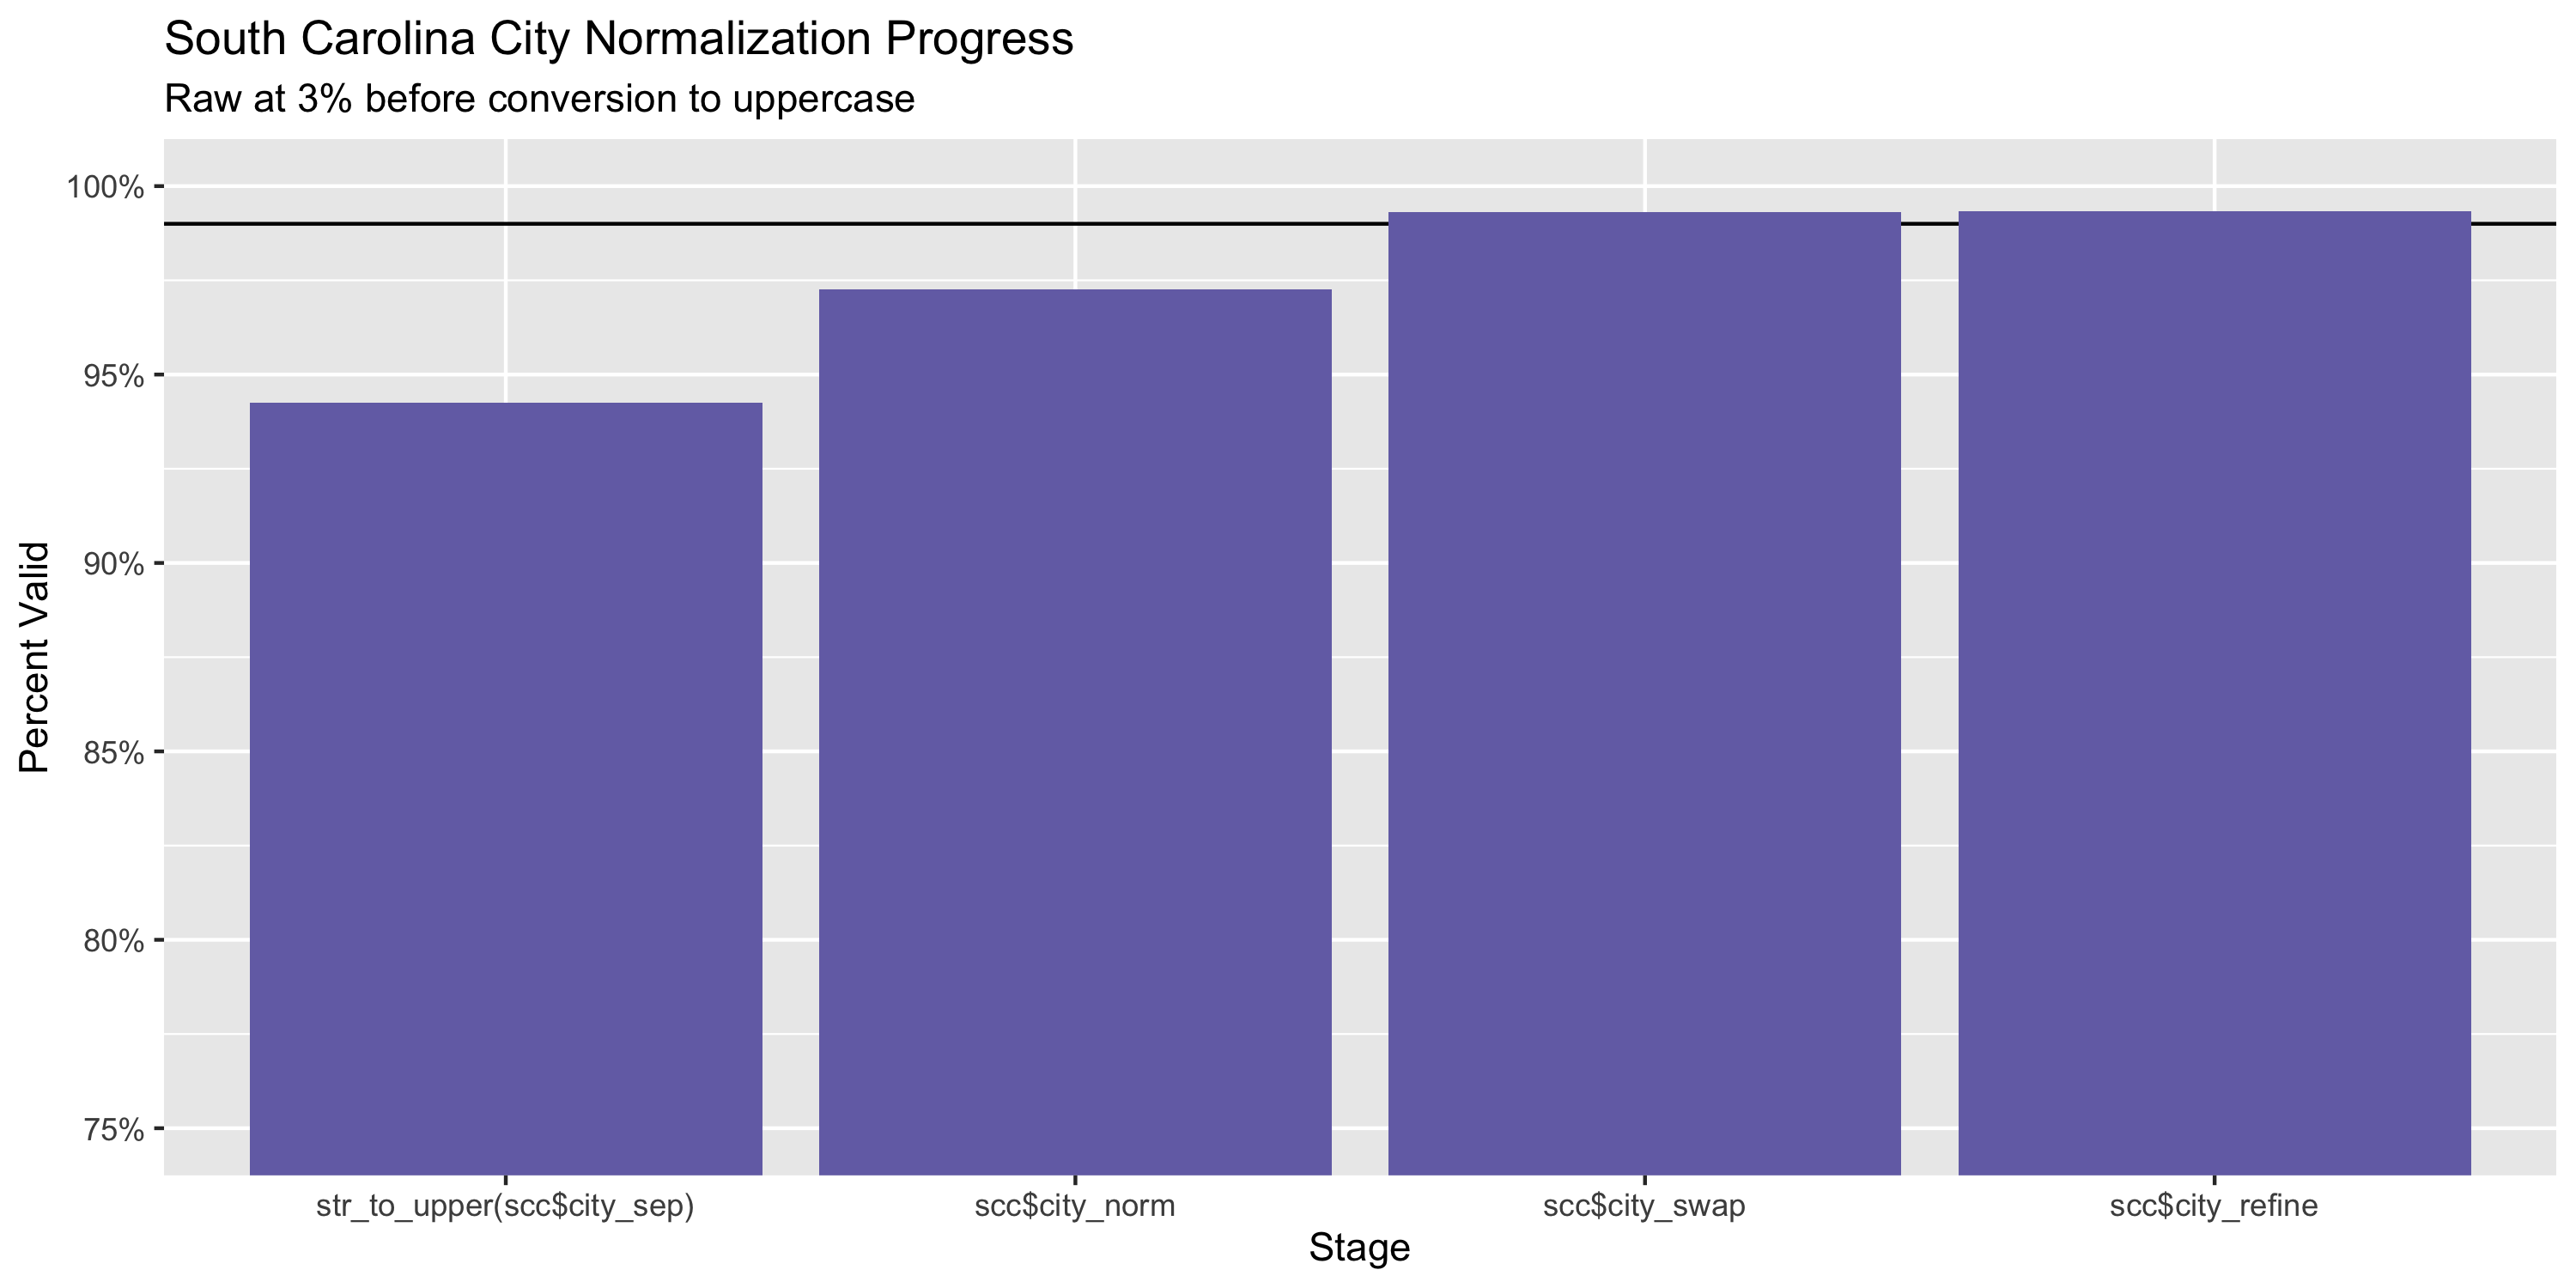 South Carolina City Normalization Progress
Raw at 3% before conversion to uppercase
Percent Valid
100%
95%
90%
85%
80%
75%
str_to_upper(scc$city_sep)
scc$city_norm
scc$city_swap
scc$city_refine
Stage